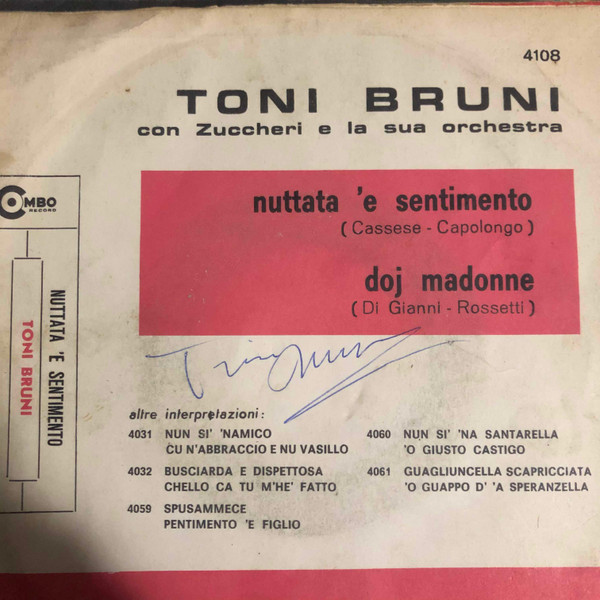 4108
TONI BRUNI
con Zuccheri e la sua orchestra
nuttata 'e sentimento
(Cassese - Capolongo)
doj madonne
(Di Gianni - Rossetti)
COMBO
RECORD
NUTTATA 'E SENTIMENTO
TONI BRUNI
altre interpretazioni:
4031 NUN SI' 'NAMICO
CU N'ABBRACCIO E NU VASILLO
4032 BUSCIARDA E DISPETTOSA
CHELLO CA TU M'HE' FATTO
4059 SPUSAMMECE
PENTIMENTO 'E FIGLIO
4060 NUN SI' 'NA SANTARELLA
'O GIUSTO CASTIGO
4061 GUAGLIUNCELLA SCAPRICCIATA
'O GUAPPO D' 'A SPERANZELLA